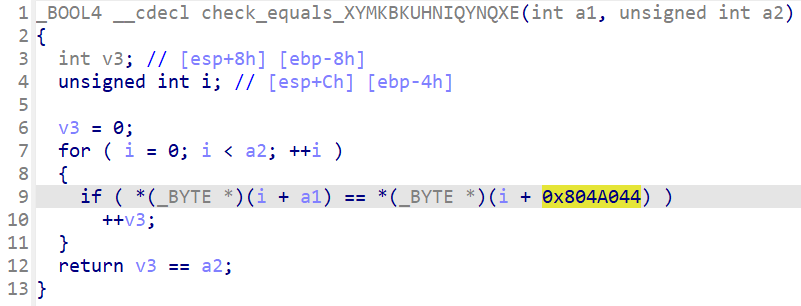 1 _BOOL4 __cdecl check_equals_XYMKBKUHNIQYNQXE(int a1, unsigned int a2)
2 {
3   int v3; // [esp+8h] [ebp-8h]
4   unsigned int i; // [esp+Ch] [ebp-4h]
5
6   v3 = 0;
7   for ( i = 0; i < a2; ++i )
8   {
9     if ( *(_BYTE *)(i + a1) == *(_BYTE *)(i + 0x804A044) )
10       ++v3;
11   }
12   return v3 == a2;
13 }